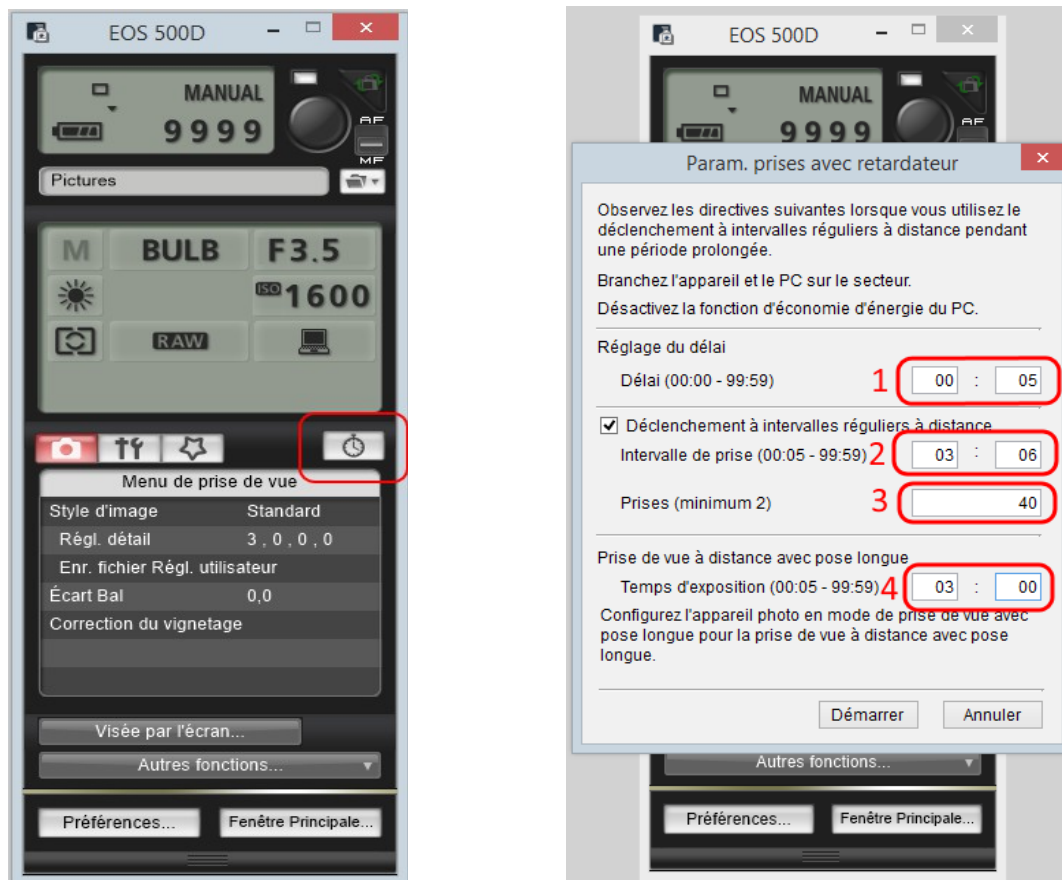 EOS 500D
MANUAL
9999
AF
MF
Pictures
M BULB F3.5
ISO 1600
RAW
Menu de prise de vue
Style d'image Standard
Régl. détail 3 , 0 , 0 , 0
Enr. fichier Régl. utilisateur
Écart Bal 0,0
Correction du vignetage
Visée par l'écran...
Autres fonctions...
Préférences... Fenêtre Principale...
EOS 500D
MANUAL
9999
AF
Param. prises avec retardateur
Observez les directives suivantes lorsque vous utilisez le
déclenchement à intervalles réguliers à distance pendant
une période prolongée.
Branchez l'appareil et le PC sur le secteur.
Désactivez la fonction d'économie d'énergie du PC.
Réglage du délai
Délai (00:00 - 99:59) 1 00 : 05
Déclenchement à intervalles réguliers à distance
Intervalle de prise (00:05 - 99:59) 2 03 : 06
Prises (minimum 2) 3 40
Prise de vue à distance avec pose longue
Temps d'exposition (00:05 - 99:59) 4 03 : 00
Configurez l'appareil photo en mode de prise de vue avec
pose longue pour la prise de vue à distance avec pose
longue.
Démarrer Annuler
Autres fonctions...
Préférences... Fenêtre Principale...